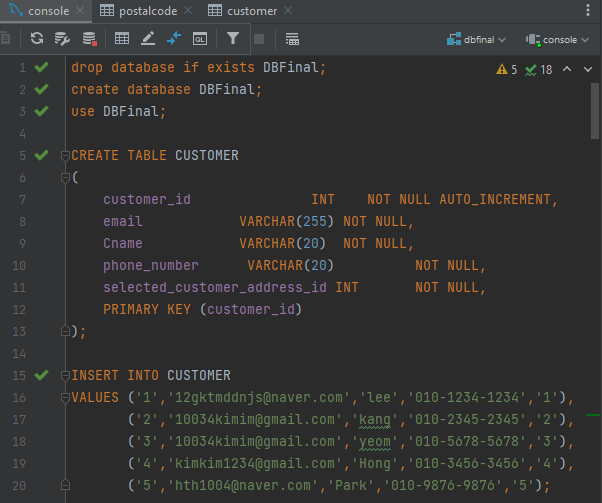 console postalcode customer
QL dbfinal console
1 drop database if exists DBFinal; 5 18
2 create database DBFinal;
3 use DBFinal;
4
5 CREATE TABLE CUSTOMER
6 (
7 customer_id INT NOT NULL AUTO_INCREMENT,
8 email VARCHAR(255) NOT NULL,
9 Cname VARCHAR(20) NOT NULL,
10 phone_number VARCHAR(20) NOT NULL,
11 selected_customer_address_id INT NOT NULL,
12 PRIMARY KEY (customer_id)
13 );
14
15 INSERT INTO CUSTOMER
16 VALUES ('1','12gktmddnjs@naver.com','lee','010-1234-1234','1'),
17 ('2','10034kimim@gmail.com','kang','010-2345-2345','2'),
18 ('3','10034kimim@gmail.com','yeom','010-5678-5678','3'),
19 ('4','kimkim1234@gmail.com','Hong','010-3456-3456','4'),
20 ('5','hth1004@naver.com','Park','010-9876-9876','5');